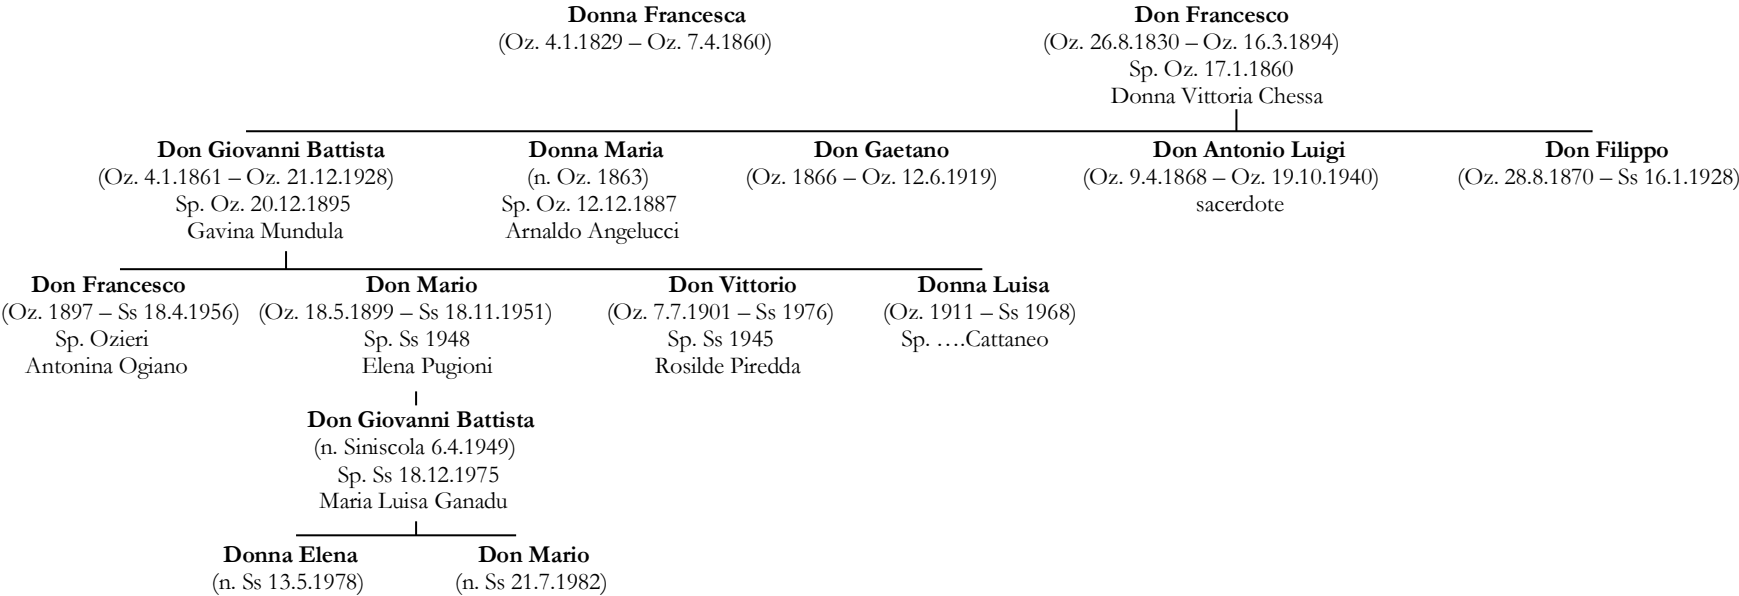 Donna Francesca
(Oz. 4.1.1829 – Oz. 7.4.1860)
Don Francesco
(Oz. 26.8.1830 – Oz. 16.3.1894)
Sp. Oz. 17.1.1860
Donna Vittoria Chessa
Don Giovanni Battista
(Oz. 4.1.1861 – Oz. 21.12.1928)
Sp. Oz. 20.12.1895
Gavina Mundula
Donna Maria
(n. Oz. 1863)
Sp. Oz. 12.12.1887
Arnaldo Angelucci
Don Gaetano
(Oz. 1866 – Oz. 12.6.1919)
Don Antonio Luigi
(Oz. 9.4.1868 – Oz. 19.10.1940)
sacerdote
Don Filippo
(Oz. 28.8.1870 – Ss 16.1.1928)
Don Francesco
(Oz. 1897 – Ss 18.4.1956)
Sp. Ozieri
Antonina Ogiano
Don Mario
(Oz. 18.5.1899 – Ss 18.11.1951)
Sp. Ss 1948
Elena Pugioni
Don Vittorio
(Oz. 7.7.1901 – Ss 1976)
Sp. Ss 1945
Rosilde Piredda
Donna Luisa
(Oz. 1911 – Ss 1968)
Sp. ….Cattaneo
Don Giovanni Battista
(n. Siniscola 6.4.1949)
Sp. Ss 18.12.1975
Maria Luisa Ganadu
Donna Elena
(n. Ss 13.5.1978)
Don Mario
(n. Ss 21.7.1982)